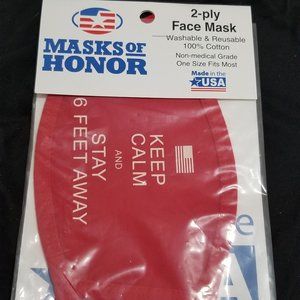 MASKS OF
HONOR
2-ply
Face Mask
Washable & Reusable
100% Cotton
Non-medical Grade
One Size Fits Most
Made in the
USA
KEEP
CALM
AND
STAY
6 FEET AWAY